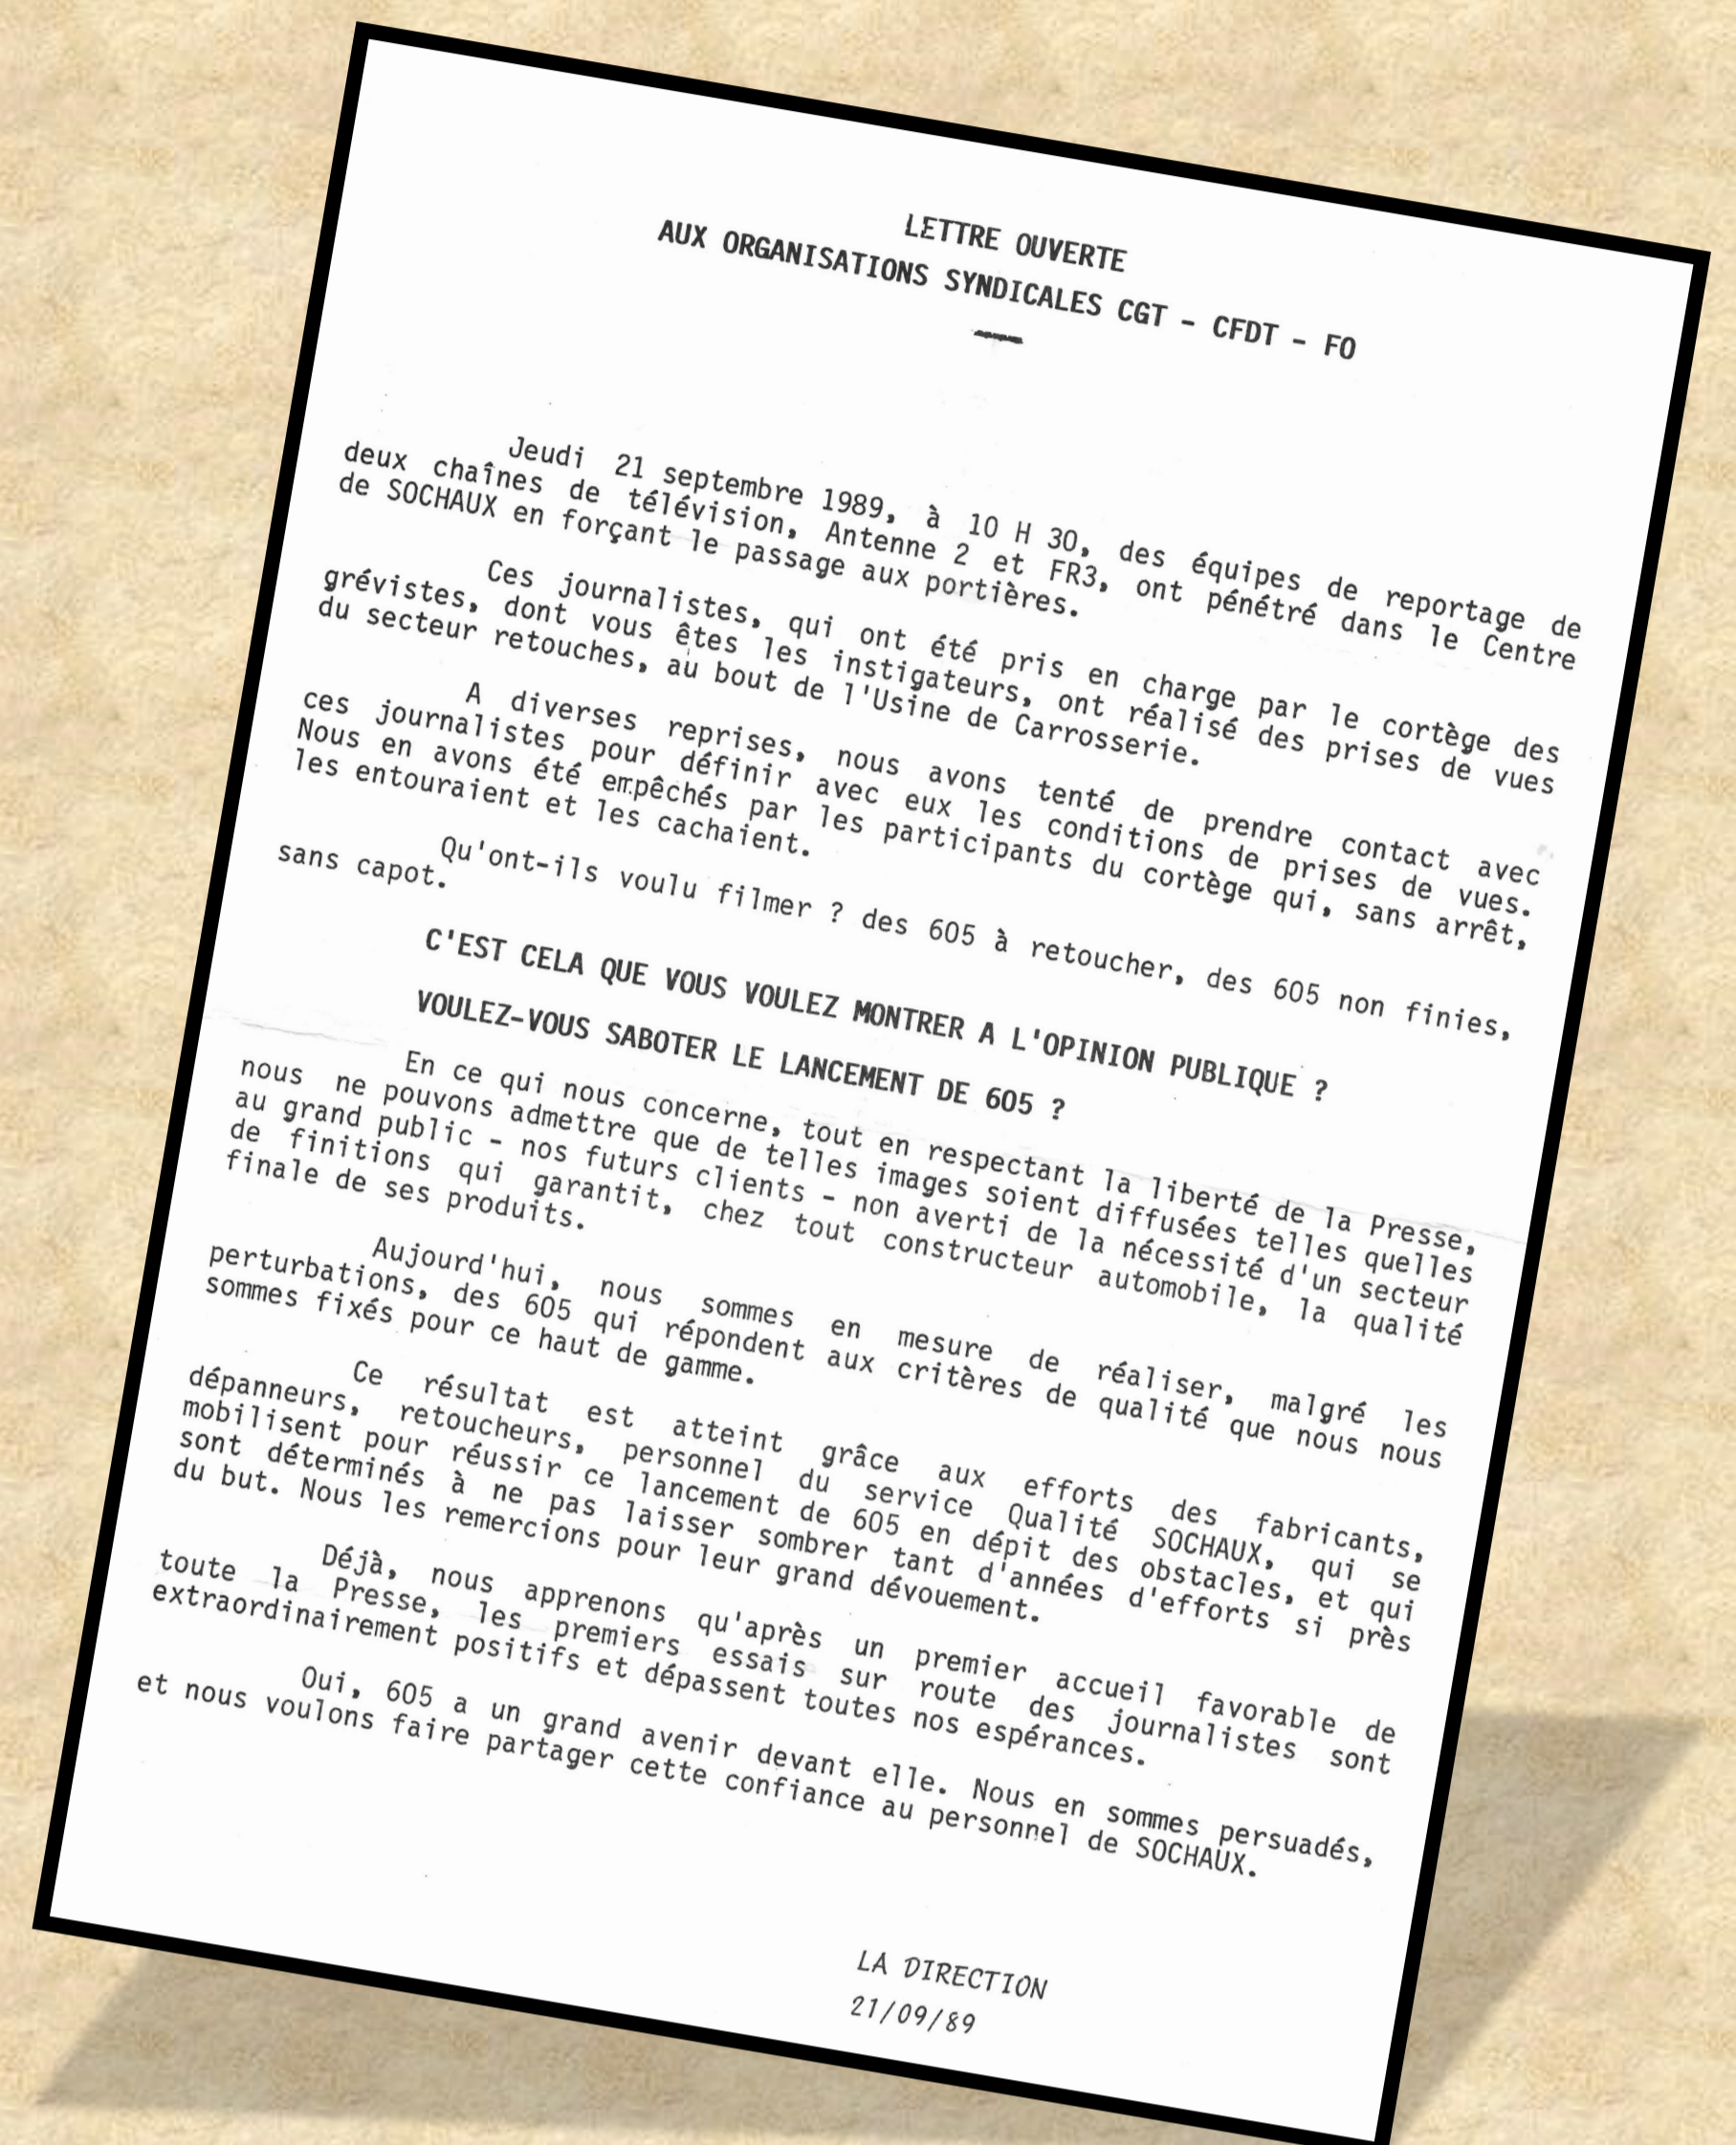 LETTRE OUVERTE
AUX ORGANISATIONS SYNDICALES CGT - CFDT - FO
Jeudi 21 septembre 1989, à 10 H 30, des équipes de reportage de
deux chaînes de télévision, Antenne 2 et FR3, ont pénétré dans le Centre
de SOCHAUX en forçant le passage aux portières.
Ces journalistes, qui ont été pris en charge par le cortège des
grévistes, dont vous êtes les instigateurs, ont réalisé des prises de vues
du secteur retouches, au bout de l'Usine de Carrosserie.
A diverses reprises, nous avons tenté de prendre contact avec
ces journalistes pour définir avec eux les conditions de prises de vues.
Nous en avons été empêchés par les participants du cortège qui, sans arrêt,
les entouraient et les cachaient.
Qu'ont-ils voulu filmer ? des 605 à retoucher, des 605 non finies,
sans capot.
C'EST CELA QUE VOUS VOULEZ MONTRER A L'OPINION PUBLIQUE ?
VOULEZ-VOUS SABOTER LE LANCEMENT DE 605 ?
En ce qui nous concerne, tout en respectant la liberté de la Presse,
nous ne pouvons admettre que de telles images soient diffusées telles quelles
au grand public - nos futurs clients - non averti de la nécessité d'un secteur
de finitions qui garantit, chez tout constructeur automobile, la qualité
finale de ses produits.
Aujourd'hui, nous sommes en mesure de réaliser, malgré les
perturbations, des 605 qui répondent aux critères de qualité que nous nous
sommes fixés pour ce haut de gamme.
Ce résultat est atteint grâce aux efforts des fabricants,
dépanneurs, retoucheurs, personnel du service Qualité SOCHAUX, qui se
mobilisent pour réussir ce lancement de 605 en dépit des obstacles, et qui
sont déterminés à ne pas laisser sombrer tant d'années d'efforts si près
du but. Nous les remercions pour leur grand dévouement.
Déjà, nous apprenons qu'après un premier accueil favorable de
toute la Presse, les premiers essais sur route des journalistes sont
extraordinairement positifs et dépassent toutes nos espérances.
Oui, 605 a un grand avenir devant elle. Nous en sommes persuadés,
et nous voulons faire partager cette confiance au personnel de SOCHAUX.
LA DIRECTION
21/09/89